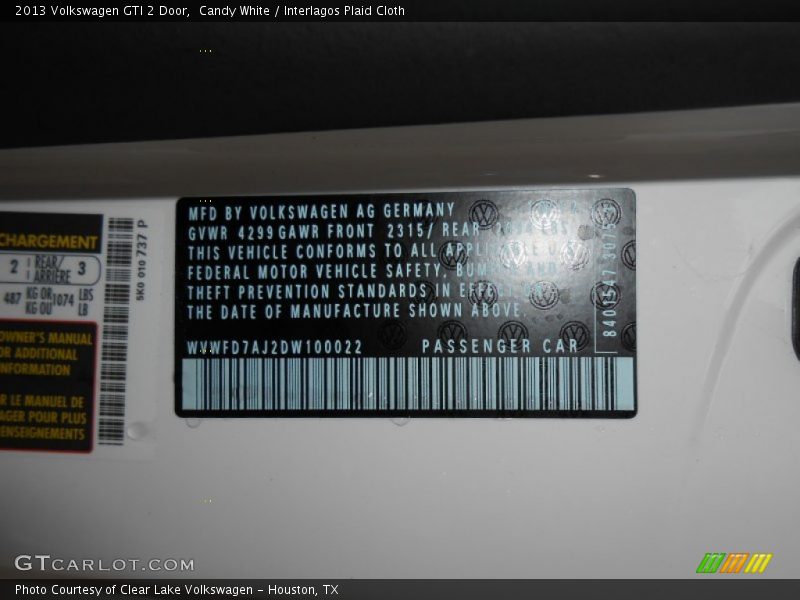 2013 Volkswagen GTI 2 Door,  Candy White / Interlagos Plaid Cloth
CHARGEMENT
2 REAR/ ARRIÈRE 3
487 KG OR 1074 LBS
KG OU LB
OWNER'S MANUAL
OR ADDITIONAL
INFORMATION
LE MANUEL DE
POUR PLUS
5K0 010 737 P
MFD BY VOLKSWAGEN AG GERMANY
GVWR 4299 GAWR FRONT 2315/ REAR
THIS VEHICLE CONFORMS TO ALL
FEDERAL MOTOR VEHICLE SAFETY, AND
THEFT PREVENTION STANDARDS IN
THE DATE OF MANUFACTURE SHOWN ABOVE.
WVWFD7AJ2DW100022 PASSENGER CAR
GTCARLOT.COM
Photo Courtesy of Clear Lake Volkswagen - Houston, TX